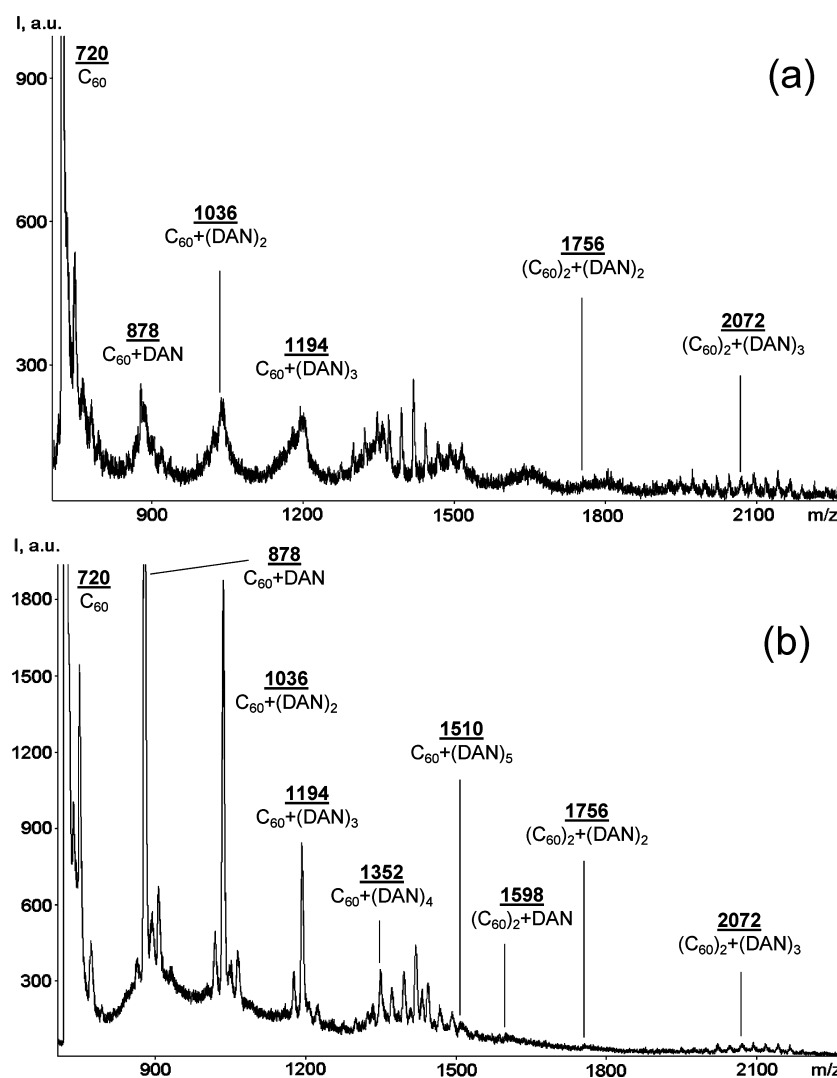 I, a.u.
900
600
300
720
C₆₀
(a)
1036
C₆₀+(DAN)₂
878
C₆₀+DAN
1194
C₆₀+(DAN)₃
1756
(C₆₀)₂+(DAN)₂
2072
(C₆₀)₂+(DAN)₃
900 1200 1500 1800 2100 m/z
I, a.u.
1800
1500
1200
900
600
300
720
C₆₀
878
C₆₀+DAN
(b)
1036
C₆₀+(DAN)₂
1510
C₆₀+(DAN)₅
1194
C₆₀+(DAN)₃
1756
(C₆₀)₂+(DAN)₂
1352
C₆₀+(DAN)₄
1598
(C₆₀)₂+DAN
2072
(C₆₀)₂+(DAN)₃
900 1200 1500 1800 2100 m/z